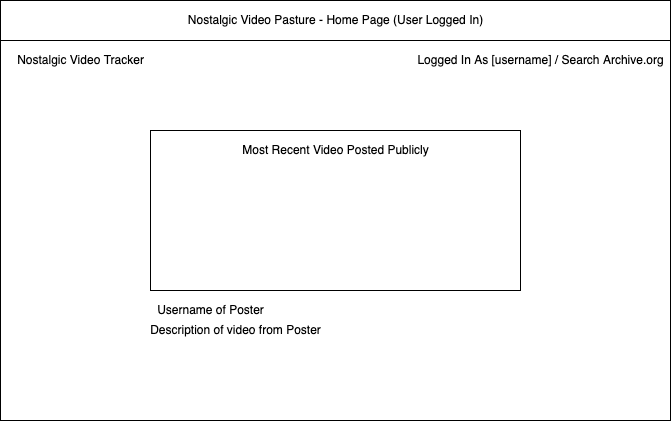 Nostalgic Video Pasture - Home Page (User Logged In)
Nostalgic Video Tracker
Logged In As [username] / Search Archive.org
Most Recent Video Posted Publicly
Username of Poster
Description of video from Poster